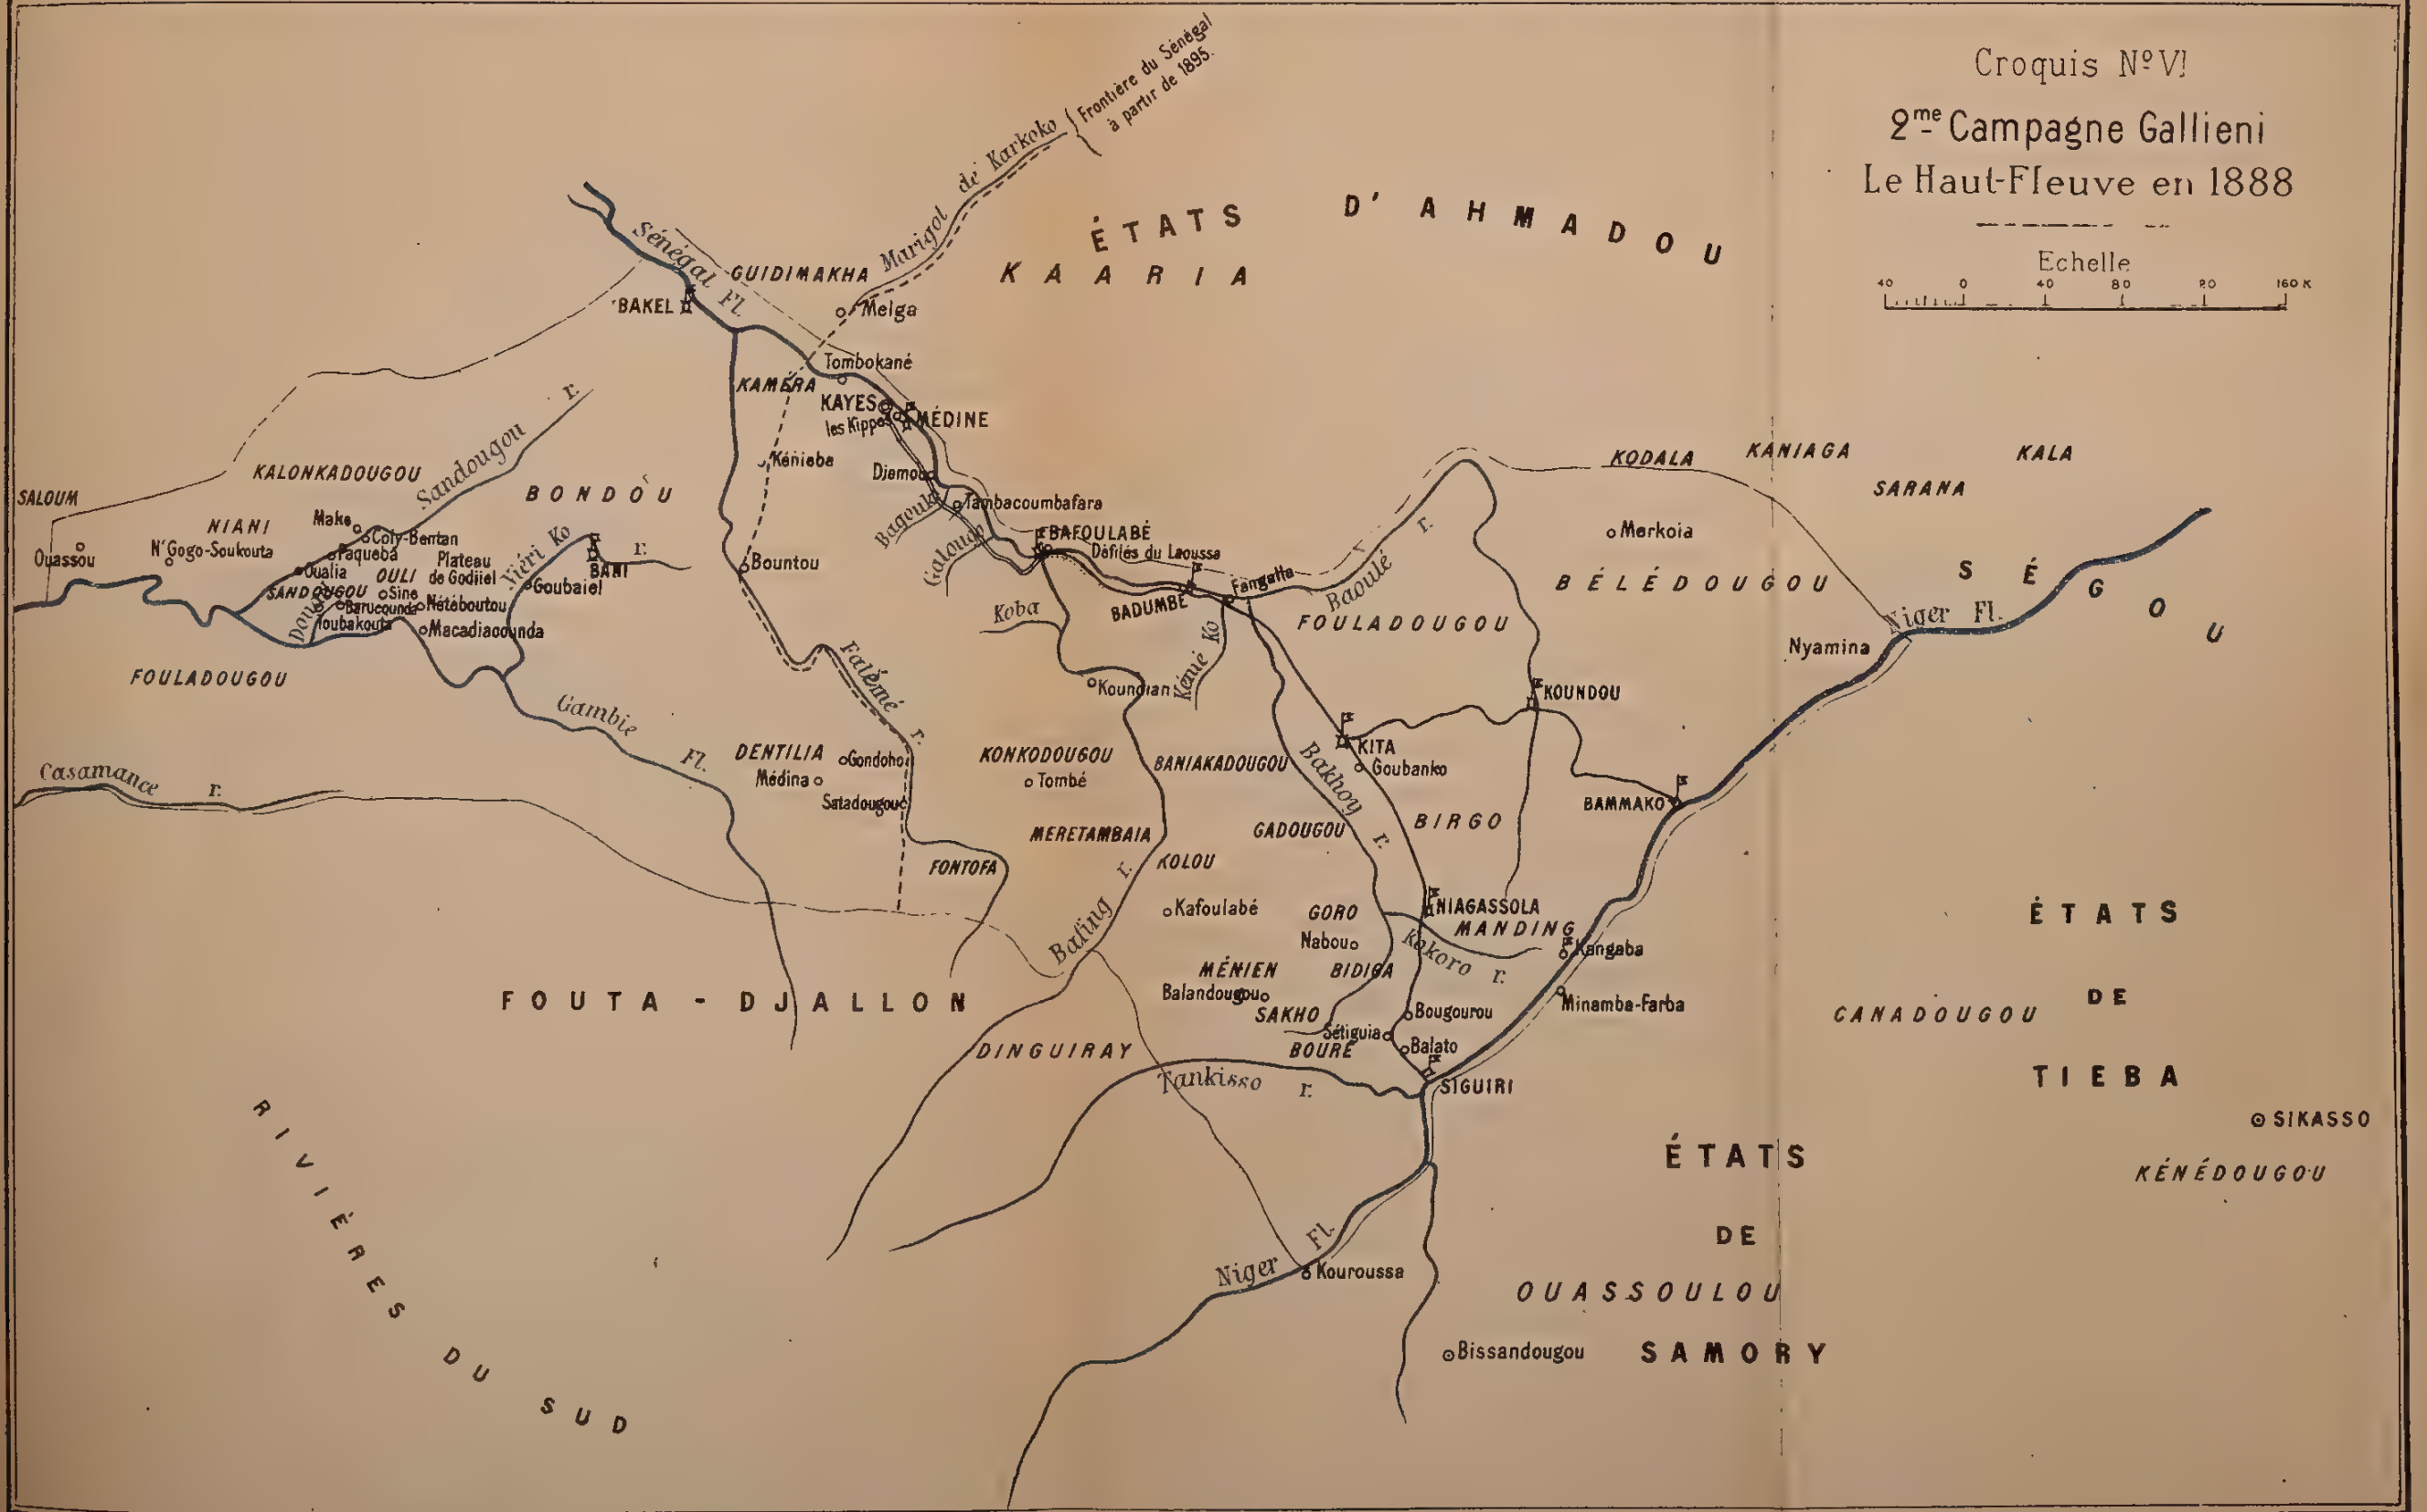 Croquis Nº VI
2me Campagne Gallieni
Le Haut-Fleuve en 1888
Echelle
40 0 40 80 20 160 K
Frontière du Sénégal
à partir de 1895.
Marigol de Karkoko
ÉTATS D'AHMADOU
KAARIA
Sénégal Fl.
GUIDIMAKHA
BAKEL
Melga
Tombokané
KAMÉRA
KAYES
MÉDINE
les Kippes
Kénieba
Djamou
Tambacoumbafara
Bagouko
Galougo
BAFOULABÉ
Défilés du Laoussa
BADUMBÉ
Fangalla
Baoulé r.
KODALA
KANIAGA
KALA
SARANA
Merkoia
BÉLÉDOUGOU
SÉGOU
Niger Fl.
Nyamina
FOULADOUGOU
KALONKADOUGOU
Sandougou r.
BONDOU
SALOUM
NIANI
Make
Coly-Bentan
N'Gogo-Soukouta
Paqueba
Plateau
de Godjiel
Ouassou
Oualia
OULI
Niéri Ko r.
BANI
Goubaiel
SANDOUGOU
Sine
Barucounda
Nétéboutou
Toubakouta
Macadiacounda
Bountou
FOULADOUGOU
Koba
Kénié Ko
Koundian
Falémé r.
Gambie Fl.
Casamance r.
DENTILIA
Gondoho
Médina
Satadougou
KONKODOUGOU
Tombé
BANIAKADOUGOU
Bakhoy r.
KOUNDOU
KITA
Goubanko
BAMMAKO
BIRGO
GADOUGOU
MERETAMBAIA
KOLOU
FONTOFA
Bafing r.
Kafoulabé
GORO
NIAGASSOLA
MANDING
Nabou
Kokoro r.
Kangaba
MÉNIEN
BIDIGA
Balandougou
SAKHO
Bougourou
Minamba-Farba
Sétiguia
BOURÉ
Balato
FOUTA-DJALLON
DINGUIRAY
Tankisso r.
SIGUIRI
CANADOUGOU
ÉTATS
DE
TIEBA
SIKASSO
KÉNÉDOUGOU
ÉTATS
DE
OUASSOULOU
SAMORY
Bissandougou
Niger Fl.
Kouroussa
RIVIÈRES DU SUD